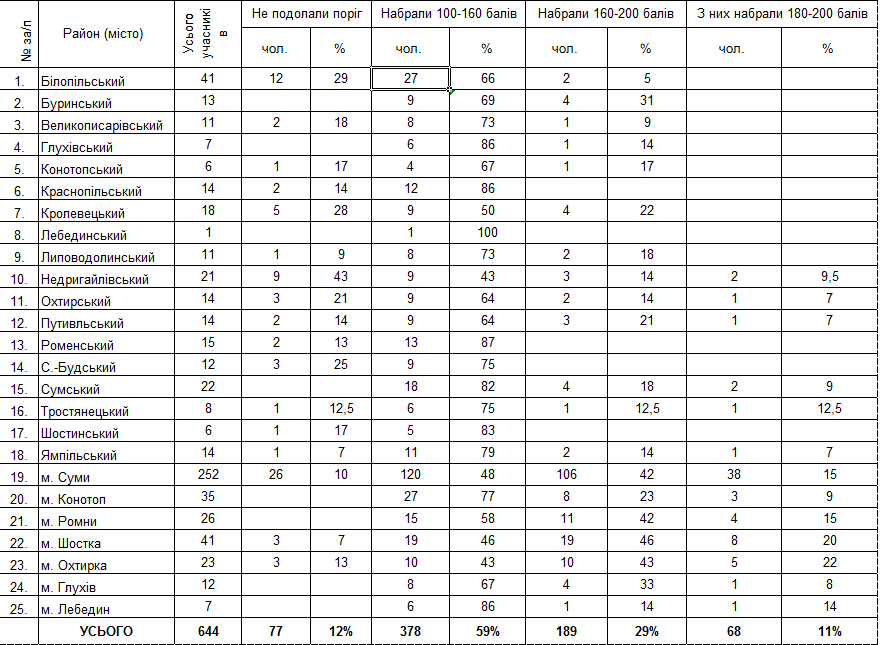 № за/п Район (місто) Усього учасників Не подолали поріг Набрали 100-160 балів Набрали 160-200 балів З них набрали 180-200 балів
чол. % чол. % чол. % чол. %
1. Білопільський 41 12 29 27 66 2 5
2. Буринський 13 9 69 4 31
3. Великописарівський 11 2 18 8 73 1 9
4. Глухівський 7 6 86 1 14
5. Конотопський 6 1 17 4 67 1 17
6. Краснопільський 14 2 14 12 86
7. Кролевецький 18 5 28 9 50 4 22
8. Лебединський 1 1 100
9. Липоводолинський 11 1 9 8 73 2 18
10. Недригайлівський 21 9 43 9 43 3 14 2 9,5
11. Охтирський 14 3 21 9 64 2 14 1 7
12. Путивльський 14 2 14 9 64 3 21 1 7
13. Роменський 15 2 13 13 87
14. С.-Будський 12 3 25 9 75
15. Сумський 22 18 82 4 18 2 9
16. Тростянецький 8 1 12,5 6 75 1 12,5 1 12,5
17. Шостинський 6 1 17 5 83
18. Ямпільський 14 1 7 11 79 2 14 1 7
19. м. Суми 252 26 10 120 48 106 42 38 15
20. м. Конотоп 35 27 77 8 23 3 9
21. м. Ромни 26 15 58 11 42 4 15
22. м. Шостка 41 3 7 19 46 19 46 8 20
23. м. Охтирка 23 3 13 10 43 10 43 5 22
24. м. Глухів 12 8 67 4 33 1 8
25. м. Лебедин 7 6 86 1 14 1 14
УСЬОГО 644 77 12% 378 59% 189 29% 68 11%